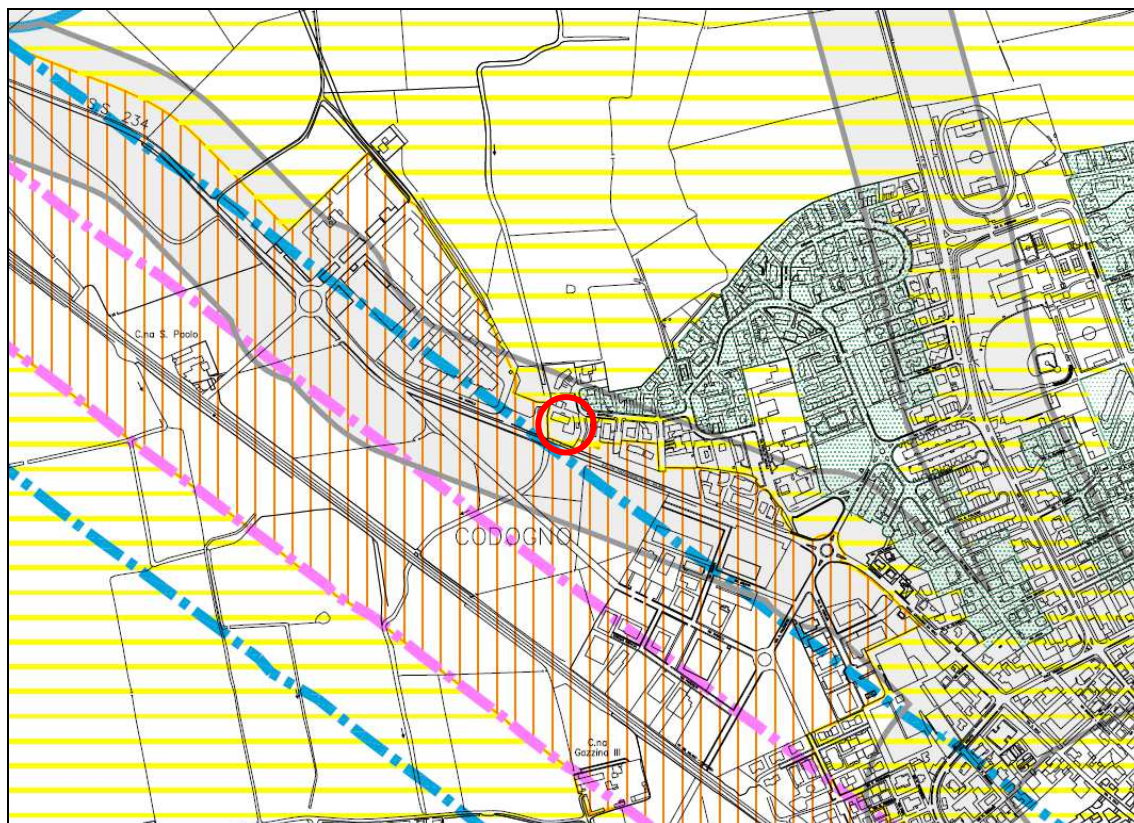 S.S. 234
C.na S. Paolo
CODOGNO
C.na
Gazzina III